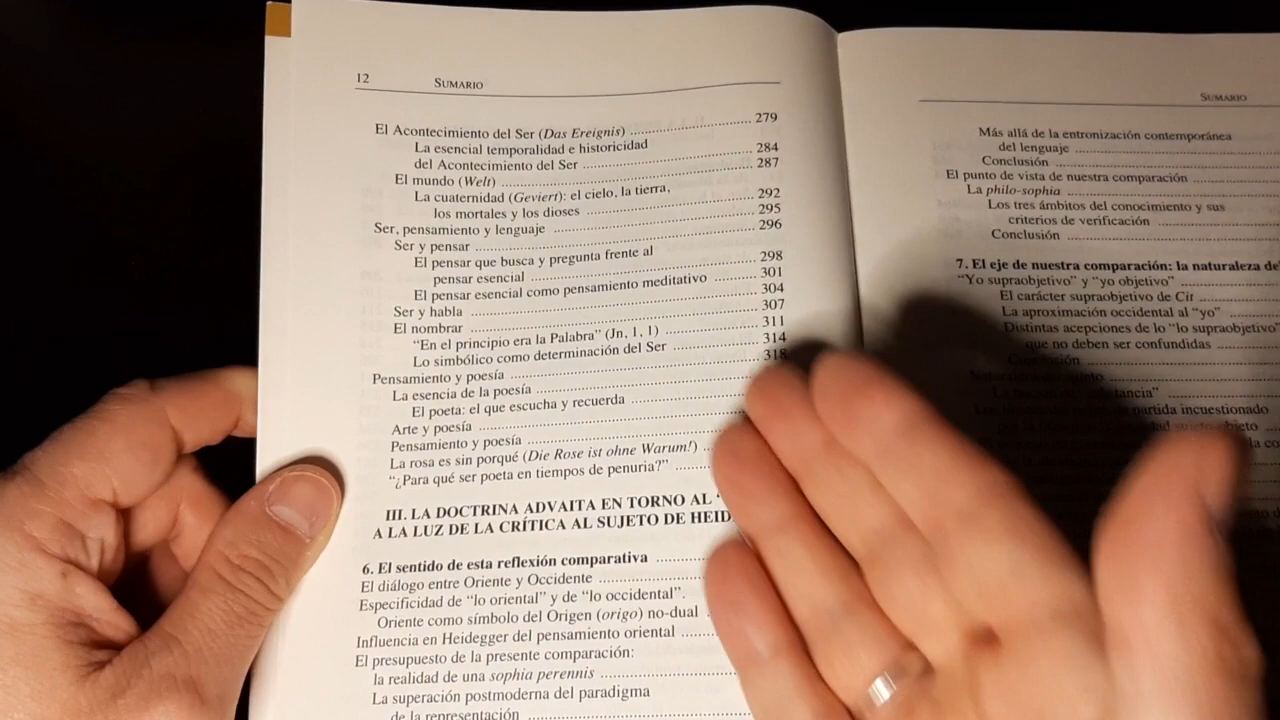 12 SUMARIO
El Acontecimiento del Ser (Das Ereignis) ........ 279
La esencial temporalidad e historicidad
del Acontecimiento del Ser ........ 284
El mundo (Welt) ........ 287
La cuaternidad (Geviert): el cielo, la tierra,
los mortales y los dioses ........ 292
Ser, pensamiento y lenguaje ........ 295
Ser y pensar ........ 296
El pensar que busca y pregunta frente al
pensar esencial ........ 298
El pensar esencial como pensamiento meditativo ........ 301
Ser y habla ........ 304
El nombrar ........ 307
“En el principio era la Palabra” (Jn, 1, 1) ........ 311
Lo simbólico como determinación del Ser ........ 314
Pensamiento y poesía ........ 318
La esencia de la poesía ........
El poeta: el que escucha y recuerda ........
Arte y poesía ........
Pensamiento y poesía ........
La rosa es sin porqué (Die Rose ist ohne Warum!) ..
“¿Para qué ser poeta en tiempos de penuria?” ........
III. LA DOCTRINA ADVAITA EN TORNO AL
A LA LUZ DE LA CRÍTICA AL SUJETO DE HEID
6. El sentido de esta reflexión comparativa ........
El diálogo entre Oriente y Occidente ........
Especificidad de “lo oriental” y de “lo occidental”.
Oriente como símbolo del Origen (origo) no-dual
Influencia en Heidegger del pensamiento oriental ........
El presupuesto de la presente comparación:
la realidad de una sophia perennis ........
La superación postmoderna del paradigma
de la representación ........
SUMARIO
Más allá de la entronización contemporánea
del lenguaje ........
Conclusión ........
El punto de vista de nuestra comparación ........
La philo-sophia ........
Los tres ámbitos del conocimiento y sus
criterios de verificación ........
Conclusión ........
7. El eje de nuestra comparación: la naturaleza de
“Yo supraobjetivo” y “yo objetivo” ........
El carácter supraobjetivo de Cit ........
La aproximación occidental al “yo” ........
Distintas acepciones de lo “lo supraobjetivo”
que no deben ser confundidas ........
Conclusión ........
partida incuestionado